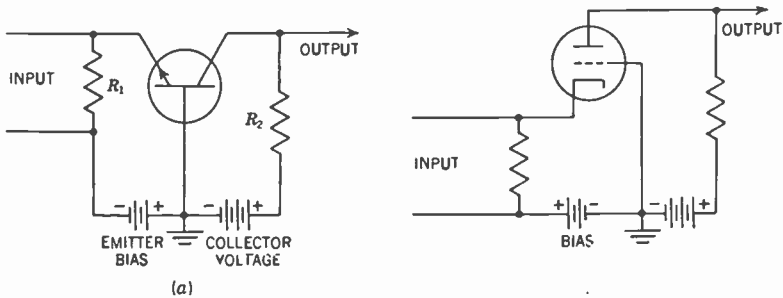 OUTPUT
INPUT
R₁
R₂
- +
- +
EMITTER
BIAS
COLLECTOR
VOLTAGE
(a)
OUTPUT
INPUT
+ -
- +
BIAS